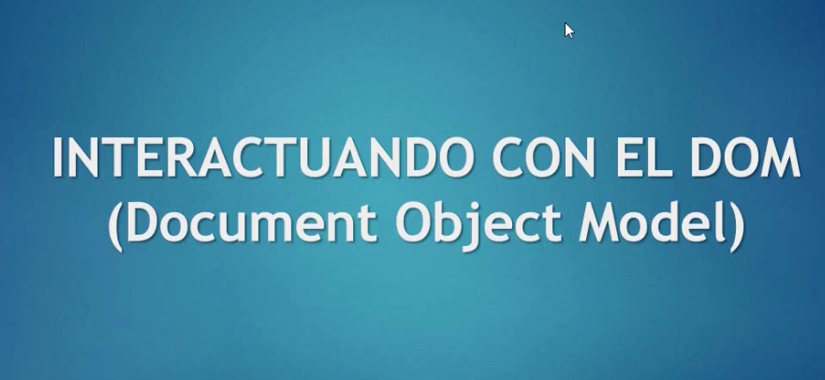 INTERACTUANDO CON EL DOM
(Document Object Model)